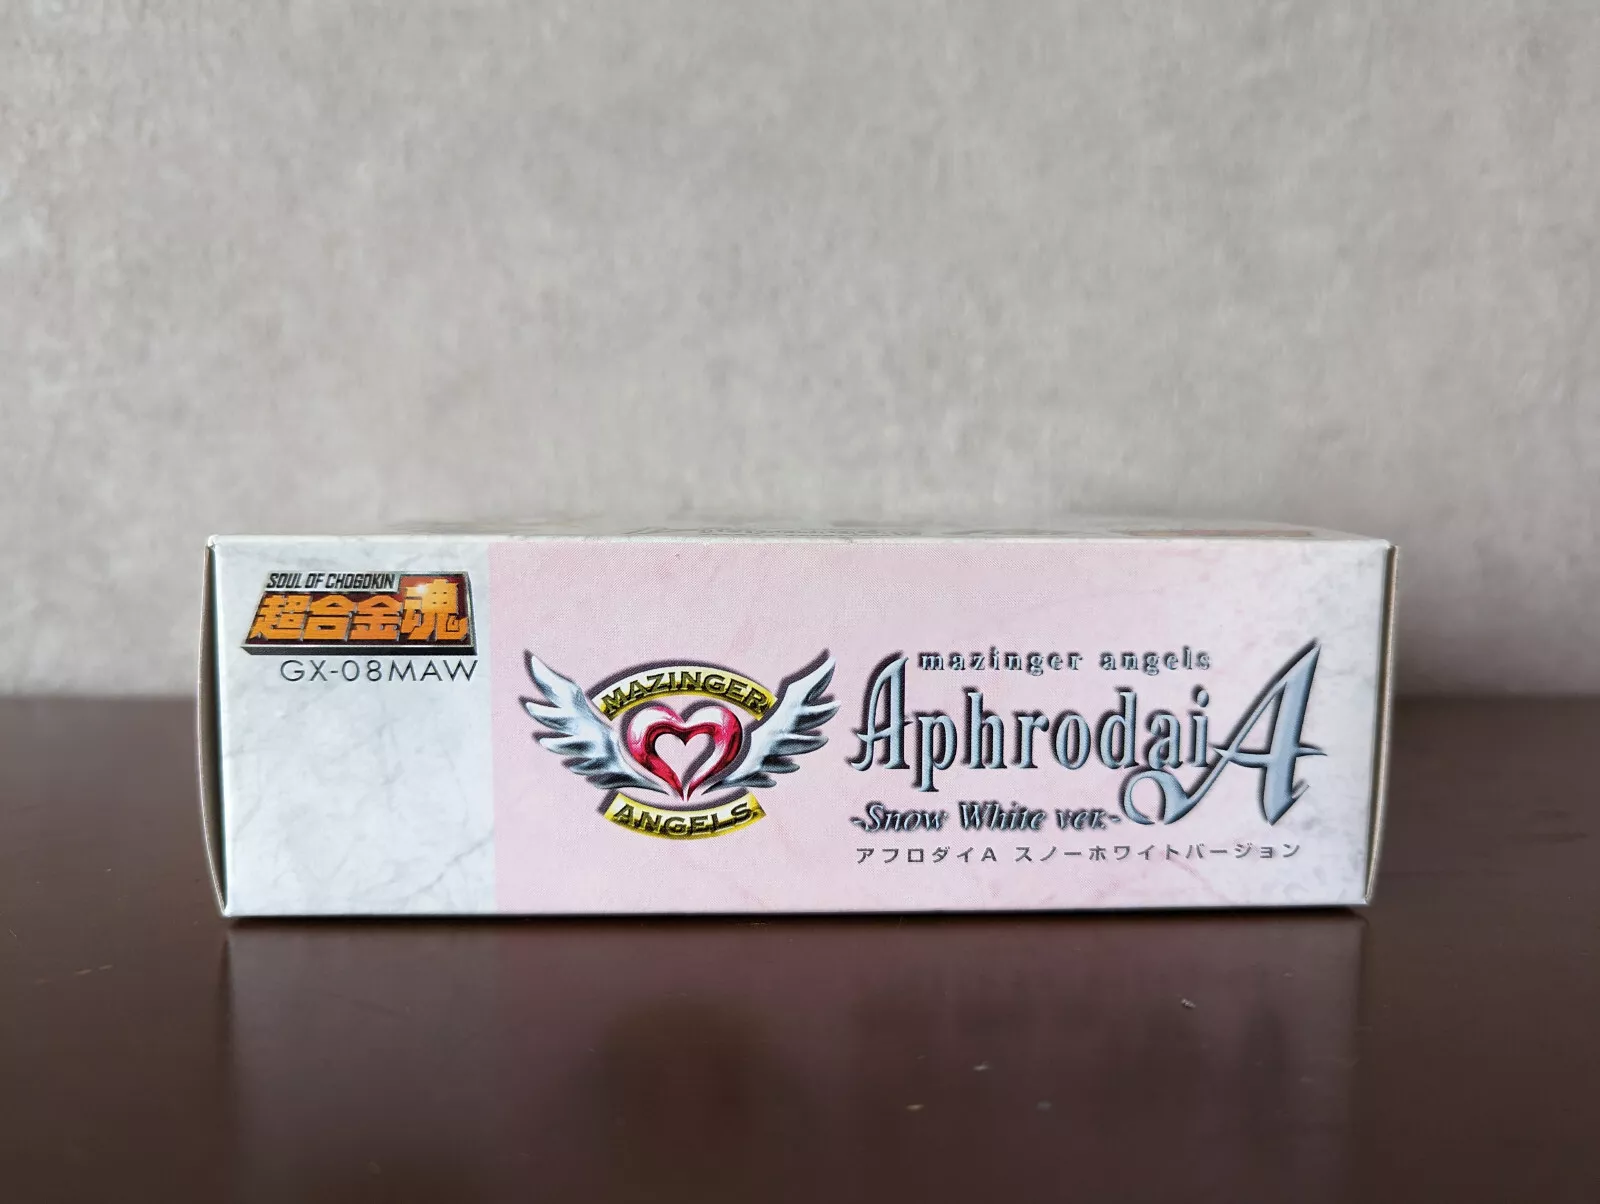 SOUL OF CHOGOKIN
超合金魂
GX-08MAW
MAZINGER
ANGELS
mazinger angels
Aphrodai A
-Snow White ver.-
アフロダイA スノーホワイトバージョン